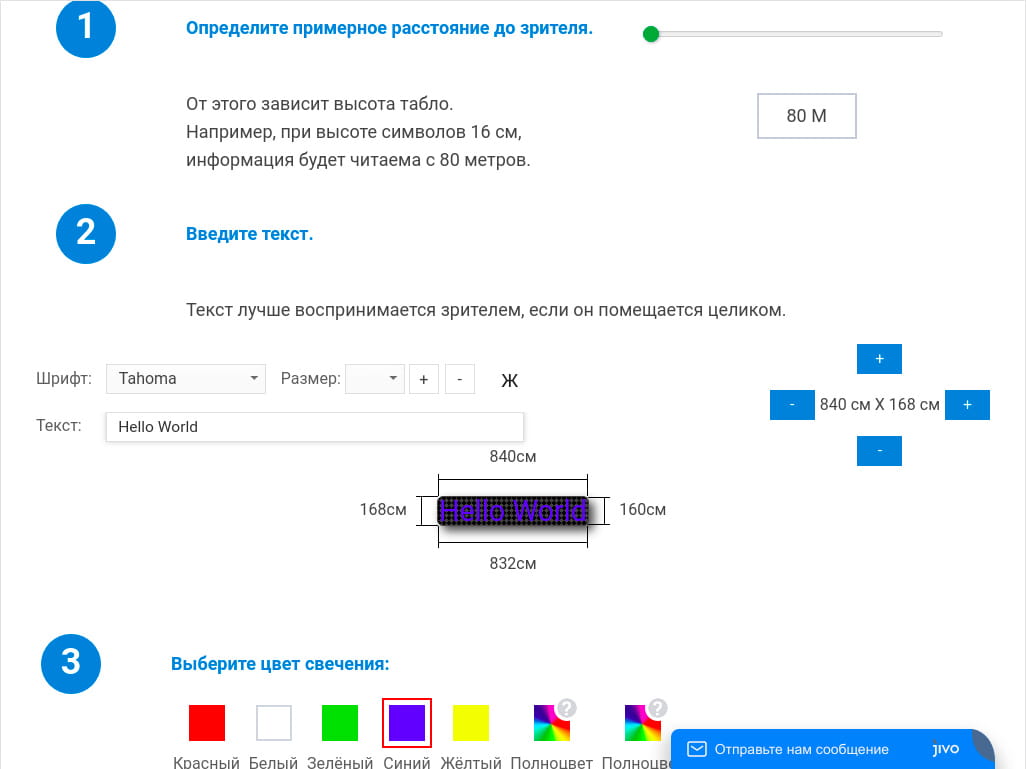 1
Определите примерное расстояние до зрителя.
От этого зависит высота табло.
80 М
Например, при высоте символов 16 см,
информация будет читаема с 80 метров.
2
Введите текст.
Текст лучше воспринимается зрителем, если он помещается целиком.
+
Шрифт: Tahoma Размер: + - Ж
- 840 см X 168 см +
Текст: Hello World
-
840см
168см Hello World 160см
832см
3
Выберите цвет свечения:
? ?
Красный Белый Зелёный Синий Жёлтый Полноцвет Полноцве
Отправьте нам сообщение jivo